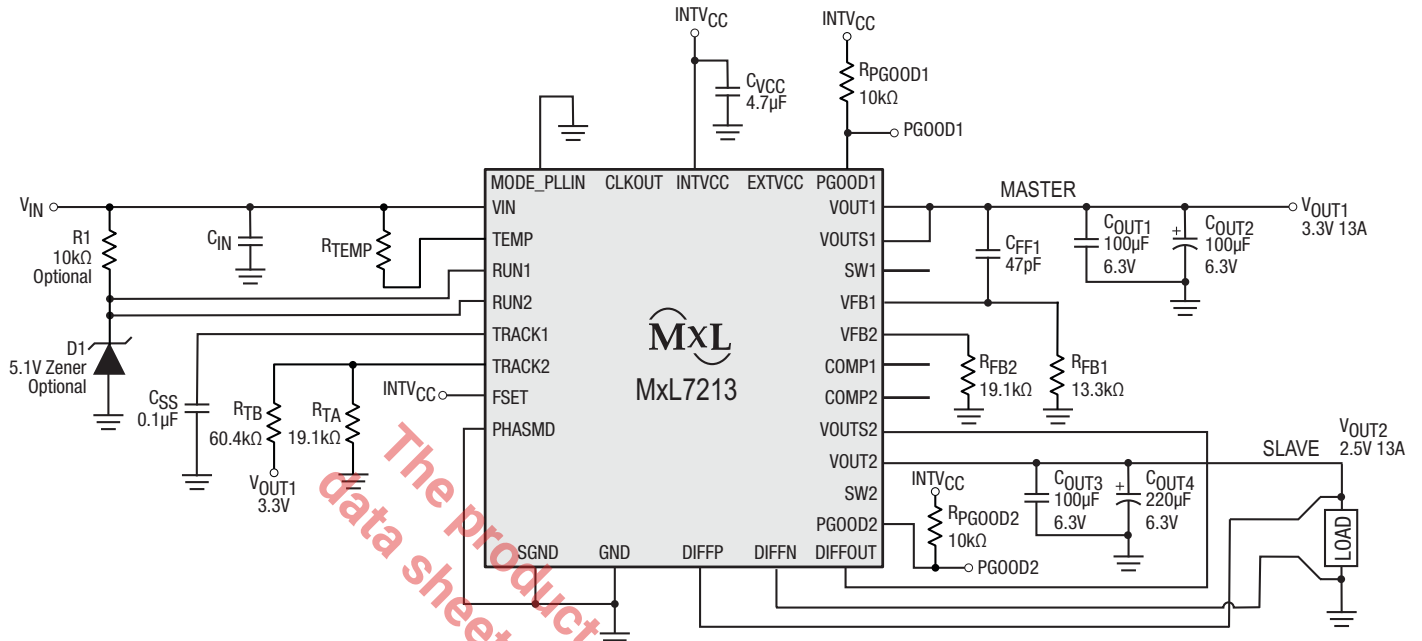 INTVCC
INTVCC
CVCC
4.7µF
RPGOOD1
10kΩ
PGOOD1
MODE_PLLIN CLKOUT INTVCC EXTVCC PGOOD1
VIN
R1
10kΩ
Optional
CIN
RTEMP
D1
5.1V Zener
Optional
CSS
0.1µF
RTB
60.4kΩ
RTA
19.1kΩ
VOUT1
3.3V
INTVCC
VIN
TEMP
RUN1
RUN2
TRACK1
TRACK2
FSET
PHASMD
MXL
MxL7213
VOUT1
VOUTS1
SW1
VFB1
VFB2
COMP1
COMP2
VOUTS2
VOUT2
SW2
PGOOD2
SGND GND DIFFP DIFFN DIFFOUT
MASTER
CFF1
47pF
COUT1
100µF
6.3V
+
COUT2
100µF
6.3V
VOUT1
3.3V 13A
RFB2
19.1kΩ
RFB1
13.3kΩ
SLAVE
VOUT2
2.5V 13A
INTVCC
RPGOOD2
10kΩ
PGOOD2
COUT3
100µF
6.3V
+
COUT4
220µF
6.3V
LOAD
The product
data sheet